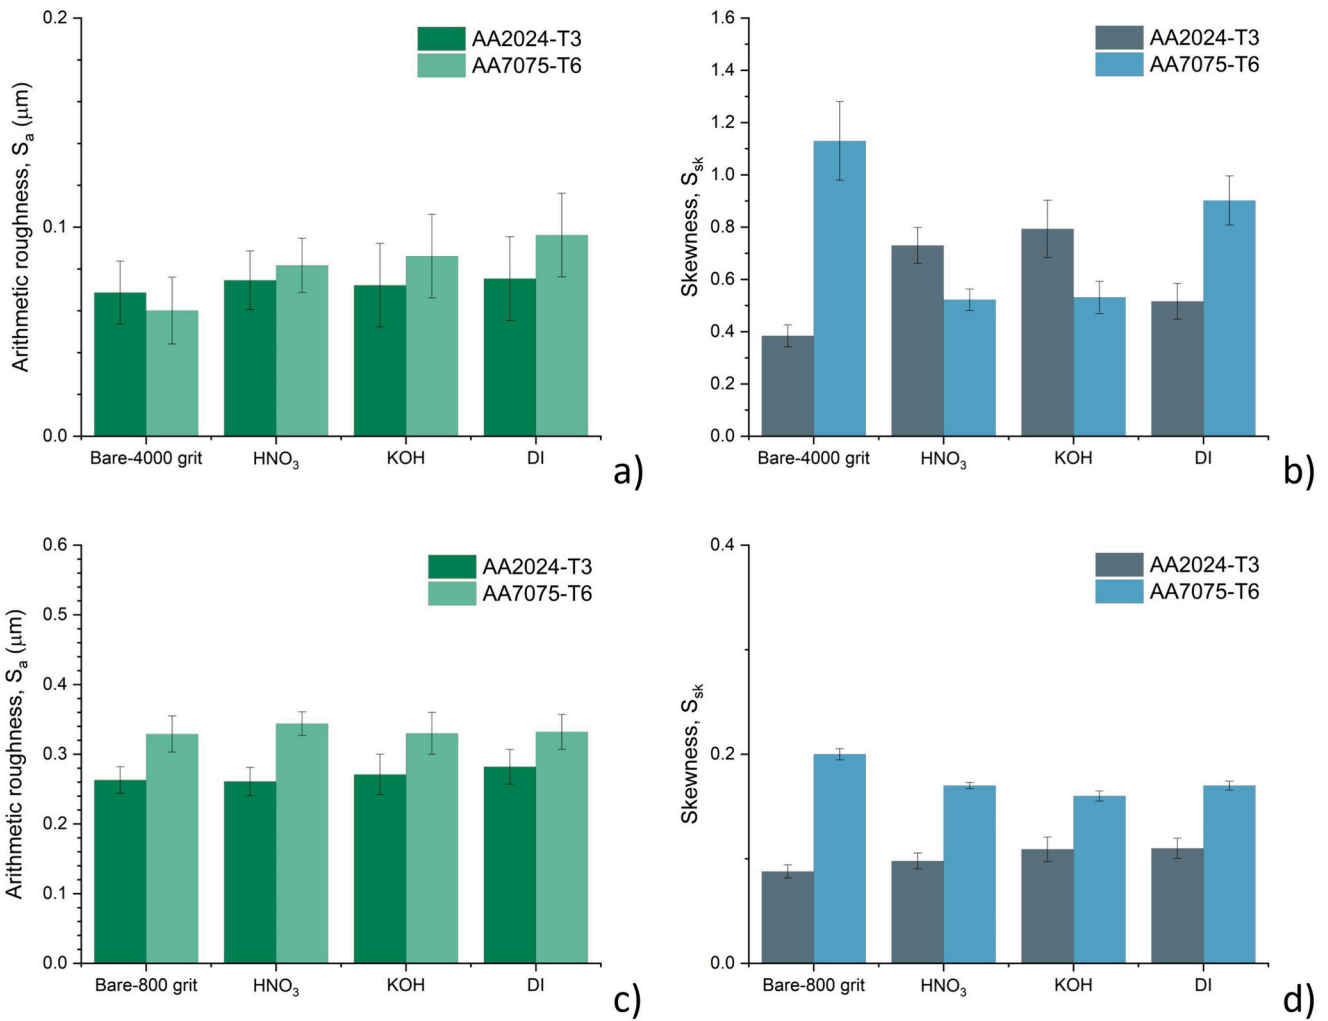 Arithmetic roughness, Sₐ (μm)
0.2
0.1
0.0
AA2024-T3
AA7075-T6
Bare-4000 grit HNO₃ KOH DI
a)
Skewness, Sₛₖ
1.6
1.4
1.2
1.0
0.8
0.6
0.4
0.2
0.0
AA2024-T3
AA7075-T6
Bare-4000 grit HNO₃ KOH DI
b)
Arithmetic roughness, Sₐ (μm)
0.6
0.5
0.4
0.3
0.2
0.1
0.0
AA2024-T3
AA7075-T6
Bare-800 grit HNO₃ KOH DI
c)
Skewness, Sₛₖ
0.4
0.2
0.0
AA2024-T3
AA7075-T6
Bare-800 grit HNO₃ KOH DI
d)